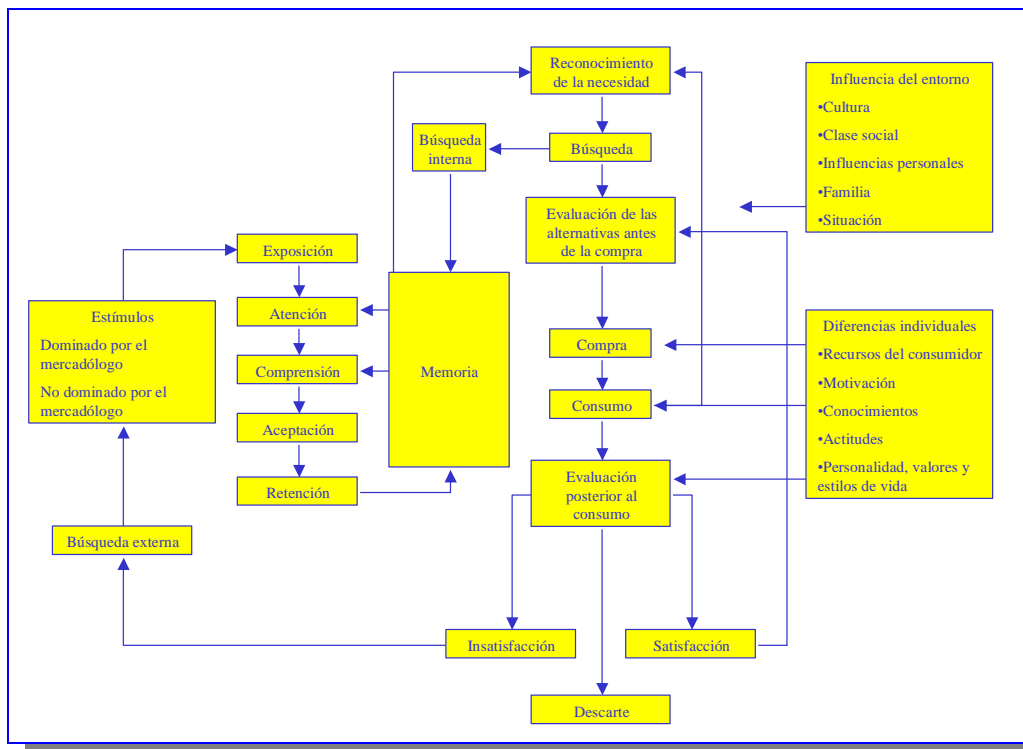 Reconocimiento
de la necesidad
Búsqueda
interna
Búsqueda
Evaluación de las
alternativas antes
de la compra
Compra
Consumo
Evaluación
posterior al
consumo
Insatisfacción
Satisfacción
Descarte
Exposición
Atención
Comprensión
Aceptación
Retención
Memoria
Estímulos
Dominado por el
mercadólogo
No dominado por el
mercadólogo
Búsqueda externa
Influencia del entorno
•Cultura
•Clase social
•Influencias personales
•Familia
•Situación
Diferencias individuales
•Recursos del consumidor
•Motivación
•Conocimientos
•Actitudes
•Personalidad, valores y
estilos de vida